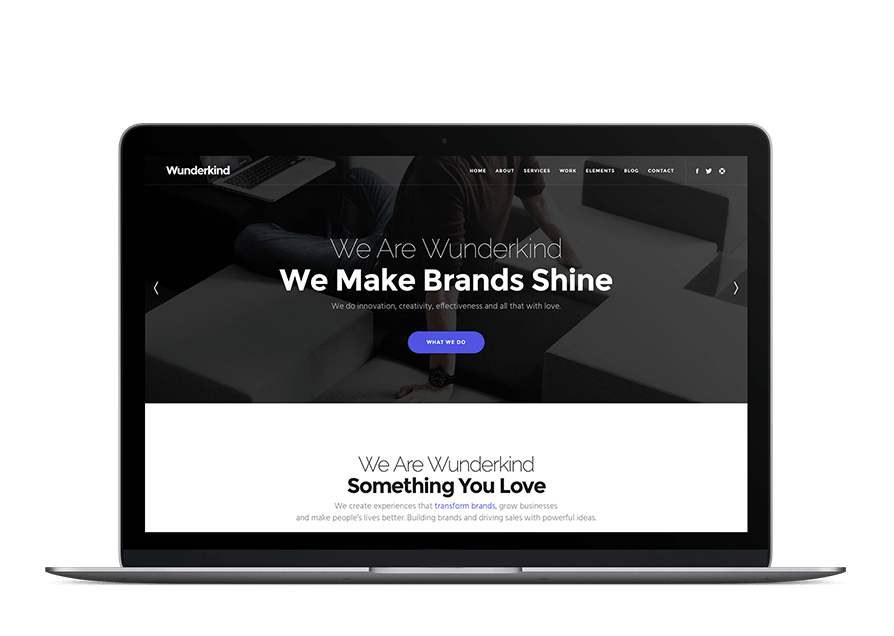 Wunderkind
HOME ABOUT SERVICES WORK ELEMENTS BLOG CONTACT
We Are Wunderkind
We Make Brands Shine
We do innovation, creativity, effectiveness and all that with love.
WHAT WE DO
We Are Wunderkind
Something You Love
We create experiences that transform brands, grow businesses
and make people's lives better. Building brands and driving sales with powerful ideas.